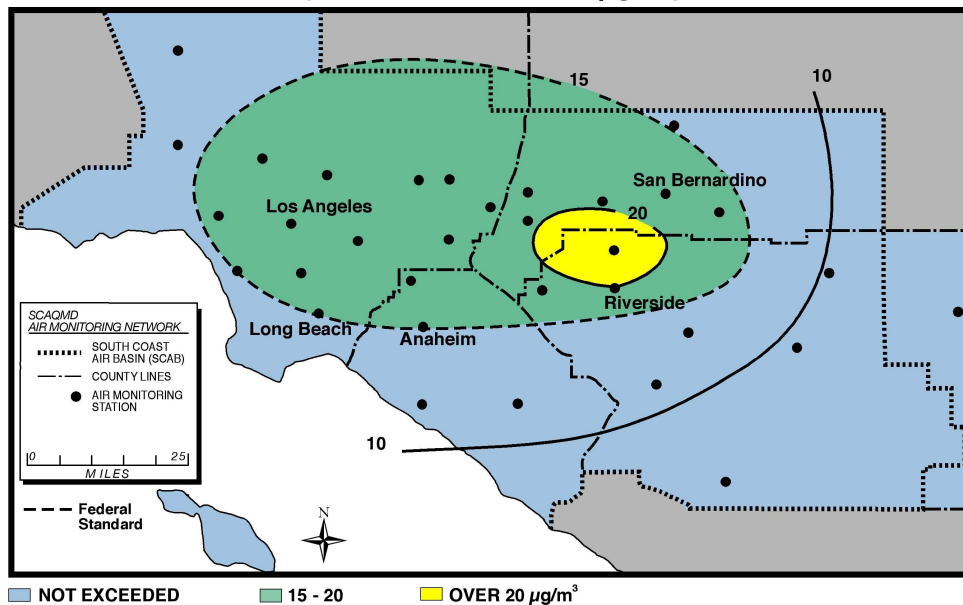 15
10
San Bernardino
Los Angeles
20
Riverside
Long Beach
Anaheim
10
SCAQMD
AIR MONITORING NETWORK
SOUTH COAST
AIR BASIN (SCAB)
COUNTY LINES
AIR MONITORING
STATION
0 25
MILES
Federal
Standard
N
NOT EXCEEDED
15 - 20
OVER 20 µg/m³